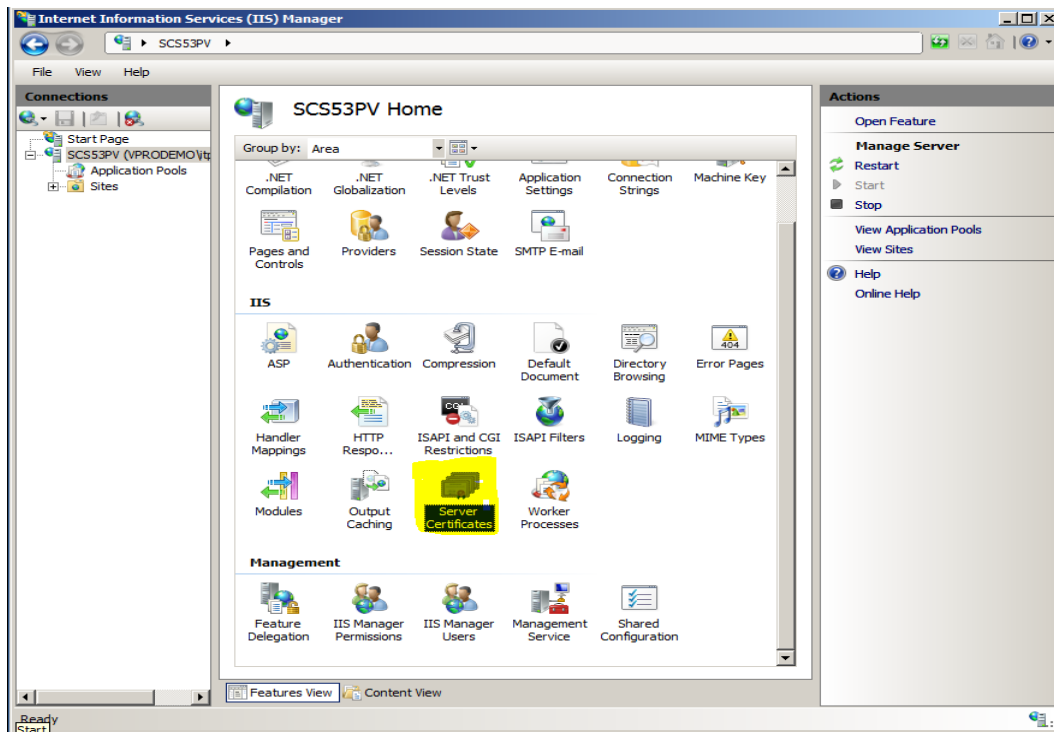 Internet Information Services (IIS) Manager
SCS53PV
File View Help
Connections
Start Page
SCS53PV (VPRODEMO\itp
Application Pools
Sites
SCS53PV Home
Group by: Area
.NET Compilation
.NET Globalization
.NET Trust Levels
Application Settings
Connection Strings
Machine Key
Pages and Controls
Providers
Session State
SMTP E-mail
IIS
ASP
Authentication
Compression
Default Document
Directory Browsing
Error Pages
404
Handler Mappings
HTTP Respo...
ISAPI and CGI Restrictions
ISAPI Filters
Logging
MIME Types
Modules
Output Caching
Server Certificates
Worker Processes
Management
Feature Delegation
IIS Manager Permissions
IIS Manager Users
Management Service
Shared Configuration
Features View
Content View
Actions
Open Feature
Manage Server
Restart
Start
Stop
View Application Pools
View Sites
Help
Online Help
Ready
Start